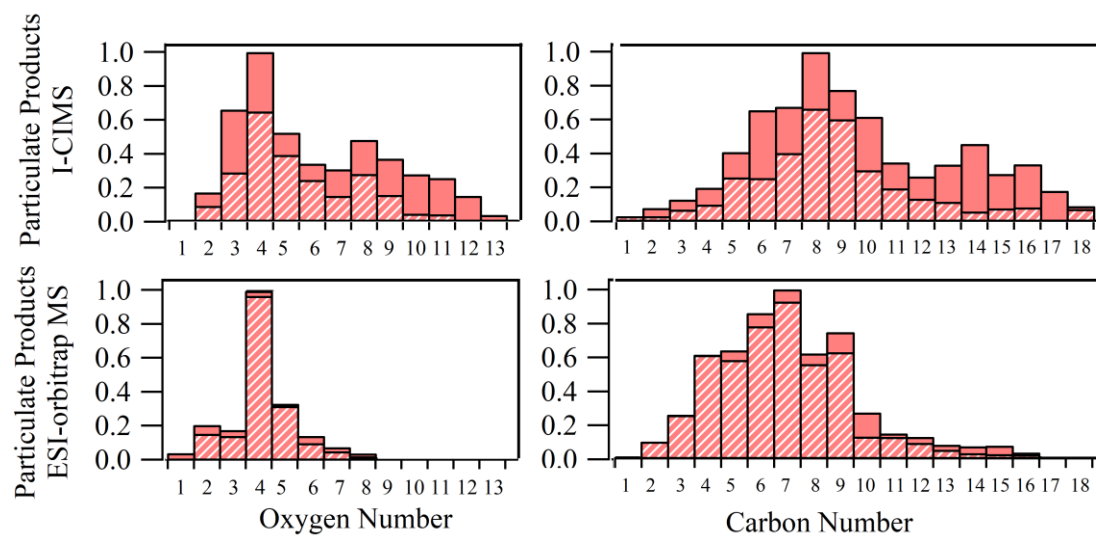 Particulate Products
I-CIMS
1.0
0.8
0.6
0.4
0.2
0.0
1 2 3 4 5 6 7 8 9 10 11 12 13
1.0
0.8
0.6
0.4
0.2
0.0
1 2 3 4 5 6 7 8 9 10 11 12 13 14 15 16 17 18
Particulate Products
ESI-orbitrap MS
1.0
0.8
0.6
0.4
0.2
0.0
1 2 3 4 5 6 7 8 9 10 11 12 13
Oxygen Number
1.0
0.8
0.6
0.4
0.2
0.0
1 2 3 4 5 6 7 8 9 10 11 12 13 14 15 16 17 18
Carbon Number